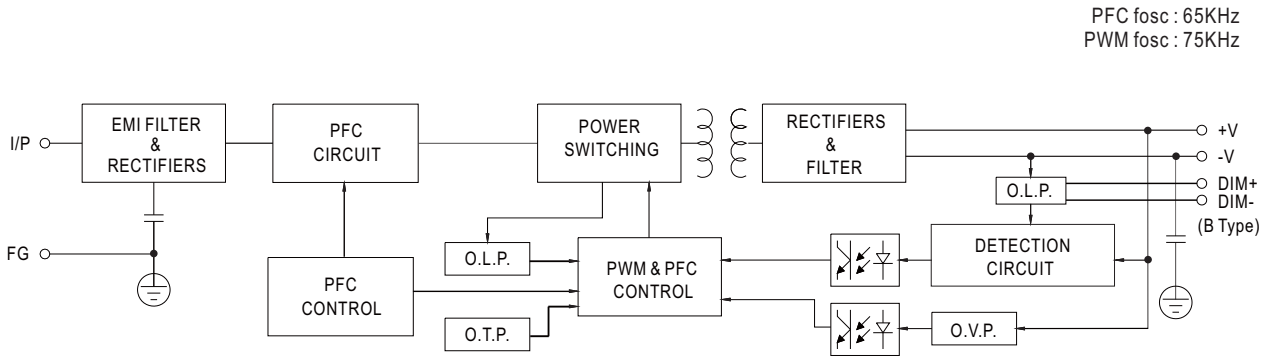 PFC fosc : 65KHz
PWM fosc : 75KHz
I/P
EMI FILTER
&
RECTIFIERS
PFC
CIRCUIT
POWER
SWITCHING
RECTIFIERS
&
FILTER
+V
-V
DIM+
DIM-
(B Type)
O.L.P.
FG
O.L.P.
PFC
CONTROL
O.T.P.
PWM & PFC
CONTROL
DETECTION
CIRCUIT
O.V.P.